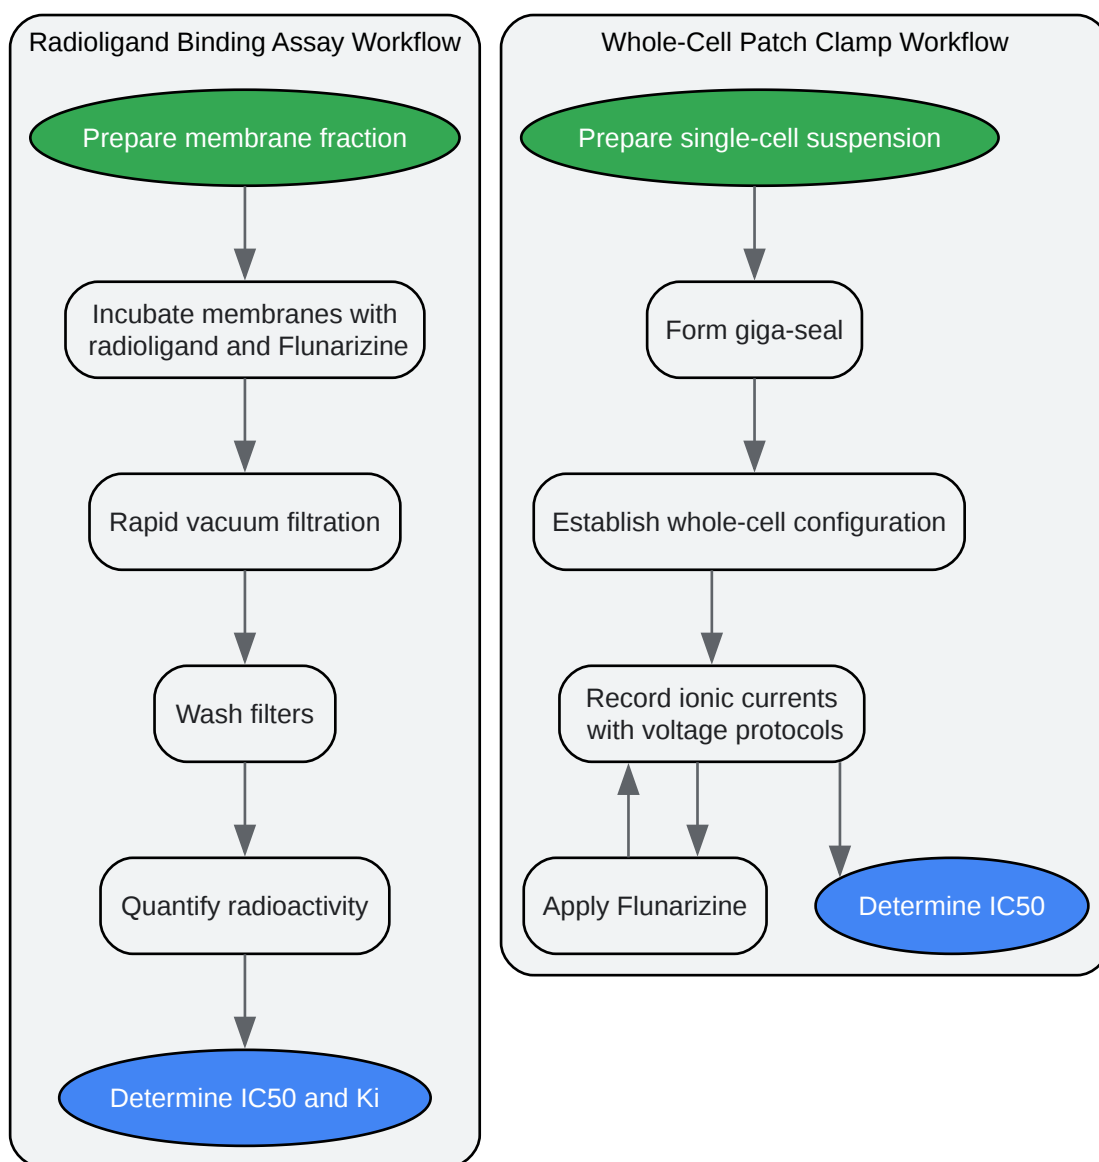 Radioligand Binding Assay Workflow
Prepare membrane fraction
Incubate membranes with
radioligand and Flunarizine
Rapid vacuum filtration
Wash filters
Quantify radioactivity
Determine IC50 and Ki
Whole-Cell Patch Clamp Workflow
Prepare single-cell suspension
Form giga-seal
Establish whole-cell configuration
Record ionic currents
with voltage protocols
Apply Flunarizine
Determine IC50